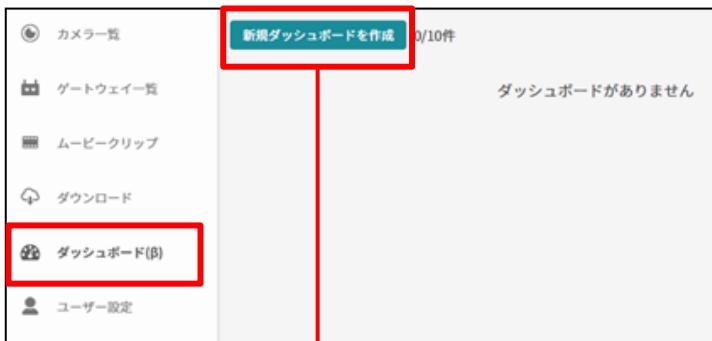 カメラ一覧
新規ダッシュボードを作成 0/10件
ゲートウェイ一覧
ダッシュボードがありません
ムービークリップ
ダウンロード
ダッシュボード(β)
ユーザー設定